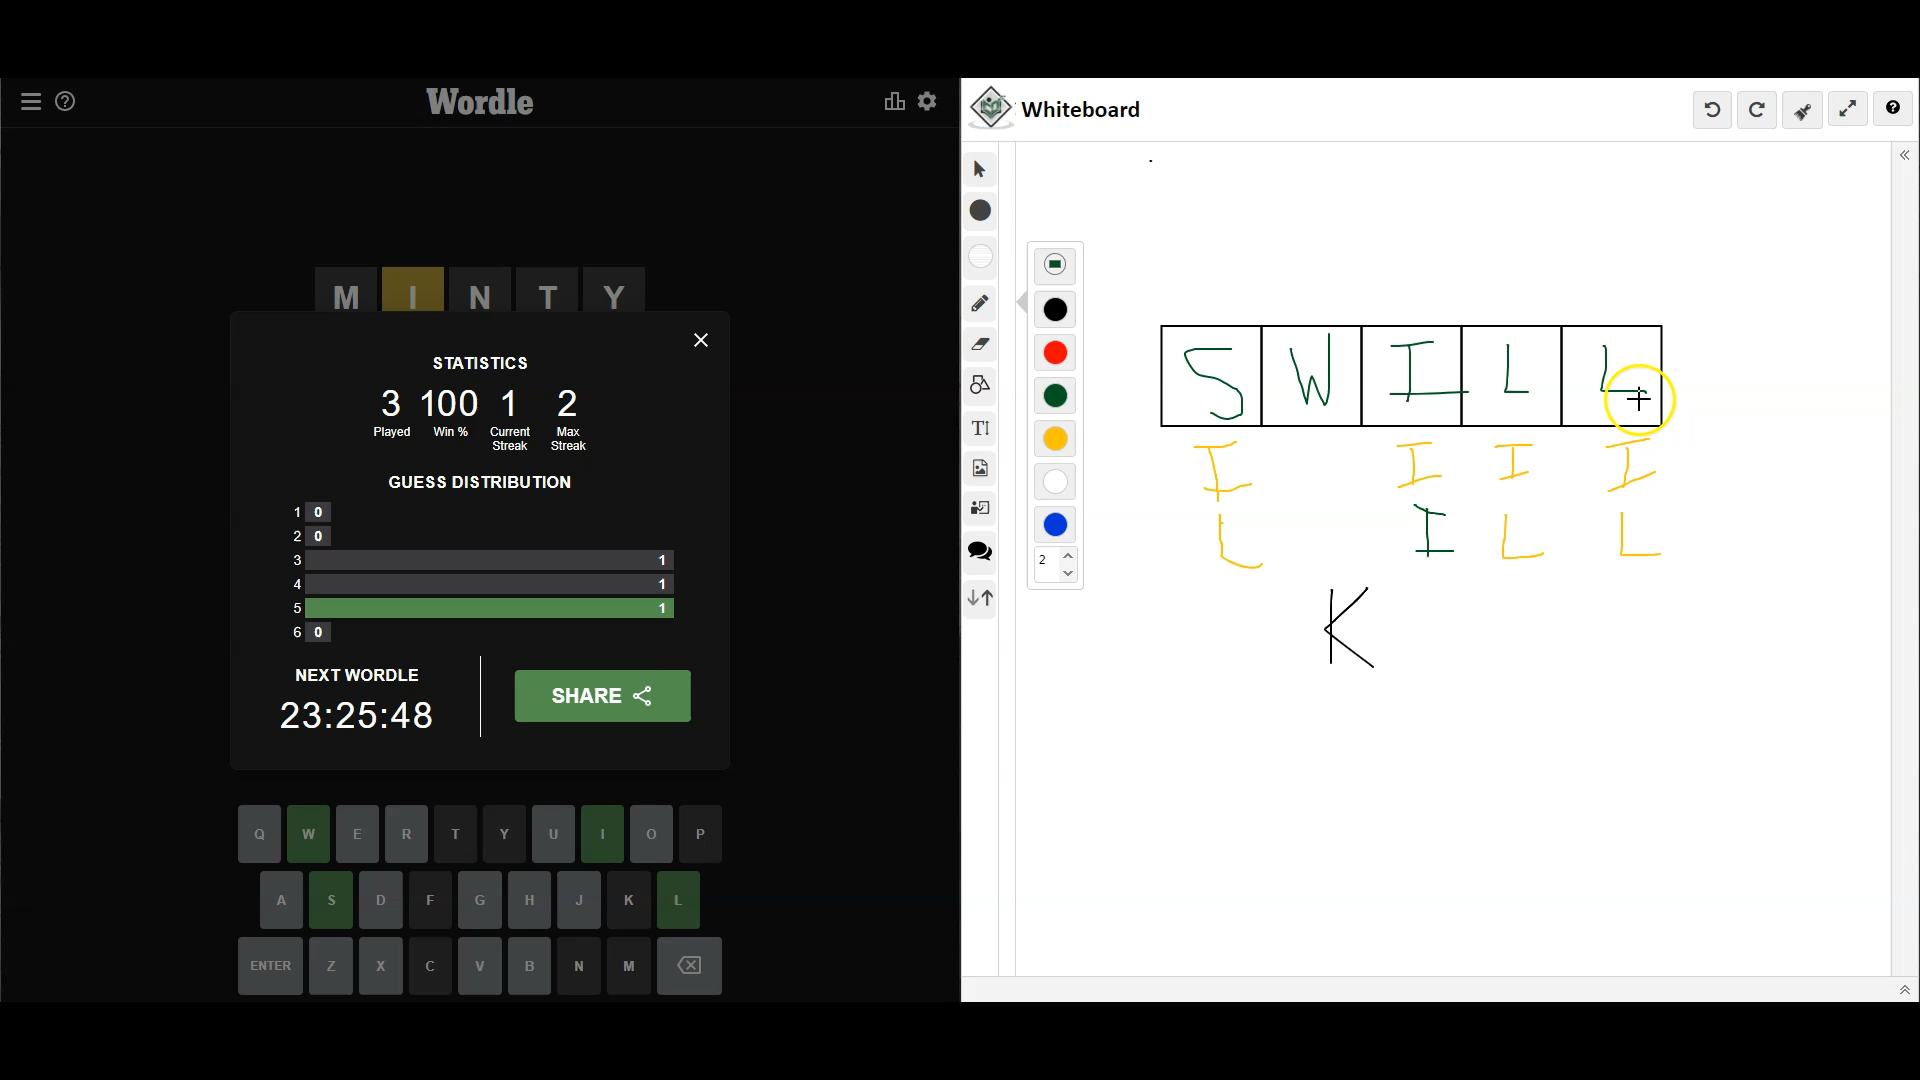 Wordle
Whiteboard
M I N T Y
STATISTICS
3 100 1 2
Played Win % Current Streak Max Streak
GUESS DISTRIBUTION
1 0
2 0
3 1
4 1
5 1
6 0
NEXT WORDLE
23:25:48
SHARE
Q W E R T Y U I O P
A S D F G H J K L
ENTER Z X C V B N M
2
S W I L L
I I I I
L I L L
K